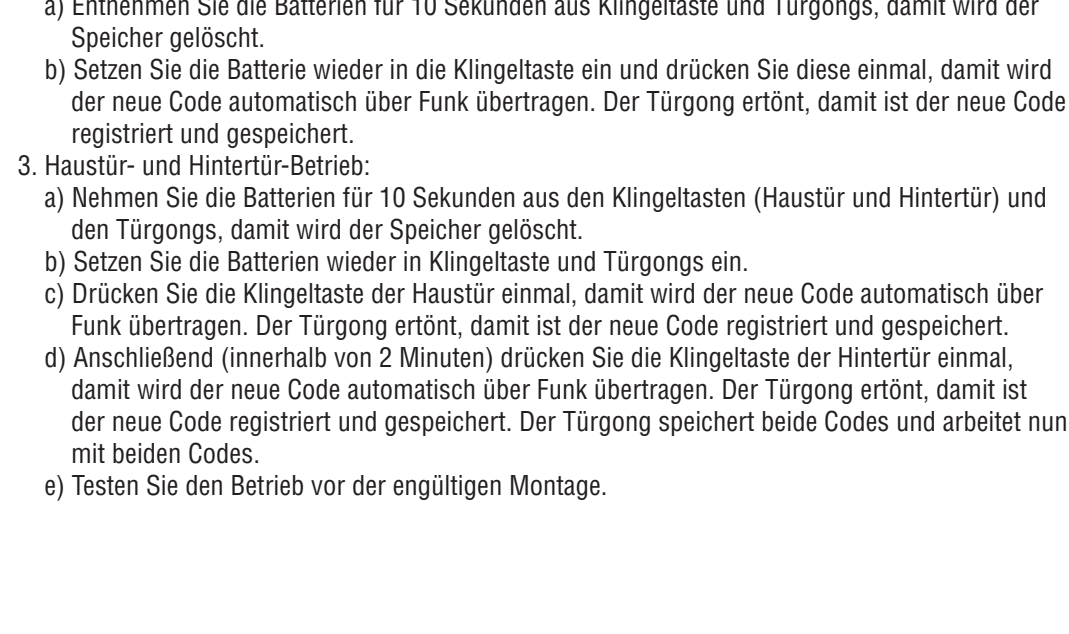 a) Entnehmen Sie die Batterien für 10 Sekunden aus Klingeltaste und Türgongs, damit wird der
Speicher gelöscht.
b) Setzen Sie die Batterie wieder in die Klingeltaste ein und drücken Sie diese einmal, damit wird
der neue Code automatisch über Funk übertragen. Der Türgong ertönt, damit ist der neue Code
registriert und gespeichert.
3. Haustür- und Hintertür-Betrieb:
a) Nehmen Sie die Batterien für 10 Sekunden aus den Klingeltasten (Haustür und Hintertür) und
den Türgongs, damit wird der Speicher gelöscht.
b) Setzen Sie die Batterien wieder in Klingeltaste und Türgongs ein.
c) Drücken Sie die Klingeltaste der Haustür einmal, damit wird der neue Code automatisch über
Funk übertragen. Der Türgong ertönt, damit ist der neue Code registriert und gespeichert.
d) Anschließend (innerhalb von 2 Minuten) drücken Sie die Klingeltaste der Hintertür einmal,
damit wird der neue Code automatisch über Funk übertragen. Der Türgong ertönt, damit ist
der neue Code registriert und gespeichert. Der Türgong speichert beide Codes und arbeitet nun
mit beiden Codes.
e) Testen Sie den Betrieb vor der engültigen Montage.